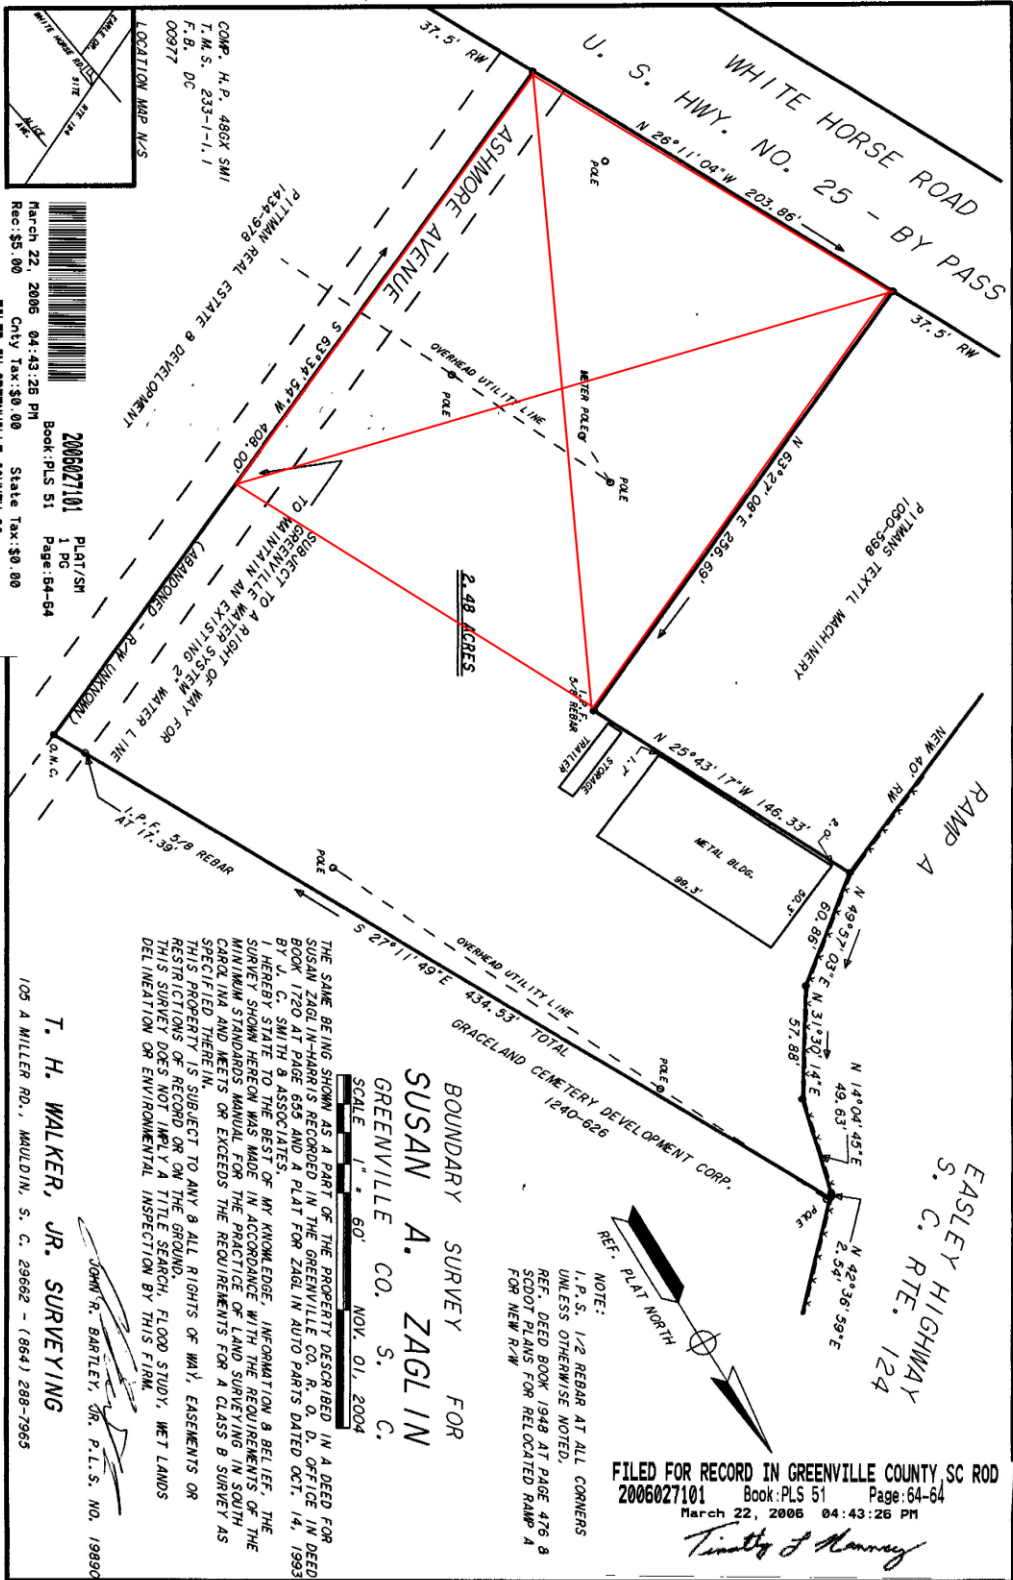 WHITE HORSE ROAD
U. S. HWY. NO. 25 - BY PASS
37.5' RW
37.5' RW
N 26°11'04"W 203.86'
POLE
ASHMORE AVENUE
S 63°34'54"W 408.00'
(ABANDONED - R/W UNKNOWN)
PITTMAN REAL ESTATE & DEVELOPMENT
1434-978
COMP. H.P. 486SX SMI
T.M.S. 233-1-1.1
F.B. DC
00977
LOCATION MAP N/S
EARLE DR.
WHITE HORSE RD.
SITE
RTE 124
ALICE AVE.
OVERHEAD UTILITY LINE
POLE
METER POLE
POLE
N 63°27'08"E 256.69'
PITMANS TEXTIL MACHINERY
1050-598
2.48 ACRES
SUBJECT TO A RIGHT OF WAY FOR
GREENVILLE WATER SYSTEM
TO MAINTAIN AN EXISTING 2" WATER LINE
I.P.F.
5/8 REBAR
STORAGE
TRAILER
N 25°43'17"W 146.33'
1.7'
2.0'
METAL BLDG.
99.3'
50.3'
NEW 40' RW
RAMP A
N 49°57'03"E
60.86'
N 31°30'14"E
57.88'
N 14°04'45"E
49.63'
N 42°36'59"E
2.54'
POLE
EASLEY HIGHWAY
S. C. RTE. 124
O.N.C.
I.P.F. 5/8 REBAR
AT 17.39'
POLE
OVERHEAD UTILITY LINE
POLE
S 27°11'49"E 434.53' TOTAL
GRACELAND CEMETERY DEVELOPMENT CORP.
1240-626
REF. PLAT NORTH
NOTE:
I.P.S. 1/2 REBAR AT ALL CORNERS
UNLESS OTHERWISE NOTED.
REF. DEED BOOK 1948 AT PAGE 476 &
SCDOT PLANS FOR RELOCATED RAMP A
FOR NEW R/W
BOUNDARY SURVEY FOR
SUSAN A. ZAGLIN
GREENVILLE CO. S. C.
SCALE 1" = 60' NOV. 01, 2004
THE SAME BEING SHOWN AS A PART OF THE PROPERTY DESCRIBED IN A DEED FOR
SUSAN ZAGLIN-HARRIS RECORDED IN THE GREENVILLE CO. R. O. D. OFFICE IN DEED
BOOK 1720 AT PAGE 655 AND A PLAT FOR ZAGLIN AUTO PARTS DATED OCT. 14, 1993
BY J. C. SMITH & ASSOCIATES.
I HEREBY STATE TO THE BEST OF MY KNOWLEDGE, INFORMATION & BELIEF, THE
SURVEY SHOWN HEREON WAS MADE IN ACCORDANCE WITH THE REQUIREMENTS OF THE
MINIMUM STANDARDS MANUAL FOR THE PRACTICE OF LAND SURVEYING IN SOUTH
CAROLINA AND MEETS OR EXCEEDS THE REQUIREMENTS FOR A CLASS B SURVEY AS
SPECIFIED THEREIN.
THIS PROPERTY IS SUBJECT TO ANY & ALL RIGHTS OF WAY, EASEMENTS OR
RESTRICTIONS OF RECORD OR ON THE GROUND.
THIS SURVEY DOES NOT IMPLY A TITLE SEARCH, FLOOD STUDY, WET LANDS
DELINEATION OR ENVIRONMENTAL INSPECTION BY THIS FIRM.
JOHN R. BARTLEY, JR. P.L.S. NO. 19890
T. H. WALKER, JR. SURVEYING
105 A MILLER RD., MAULDIN, S. C. 29662 - (864) 288-7965
2006027101 PLAT/SM
1 PG
Book:PLS 51 Page:64-64
March 22, 2006 04:43:26 PM
Rec:$5.00 Cnty Tax:$0.00 State Tax:$0.00
FILED FOR RECORD IN GREENVILLE COUNTY, SC ROD
2006027101 Book:PLS 51 Page:64-64
March 22, 2006 04:43:26 PM